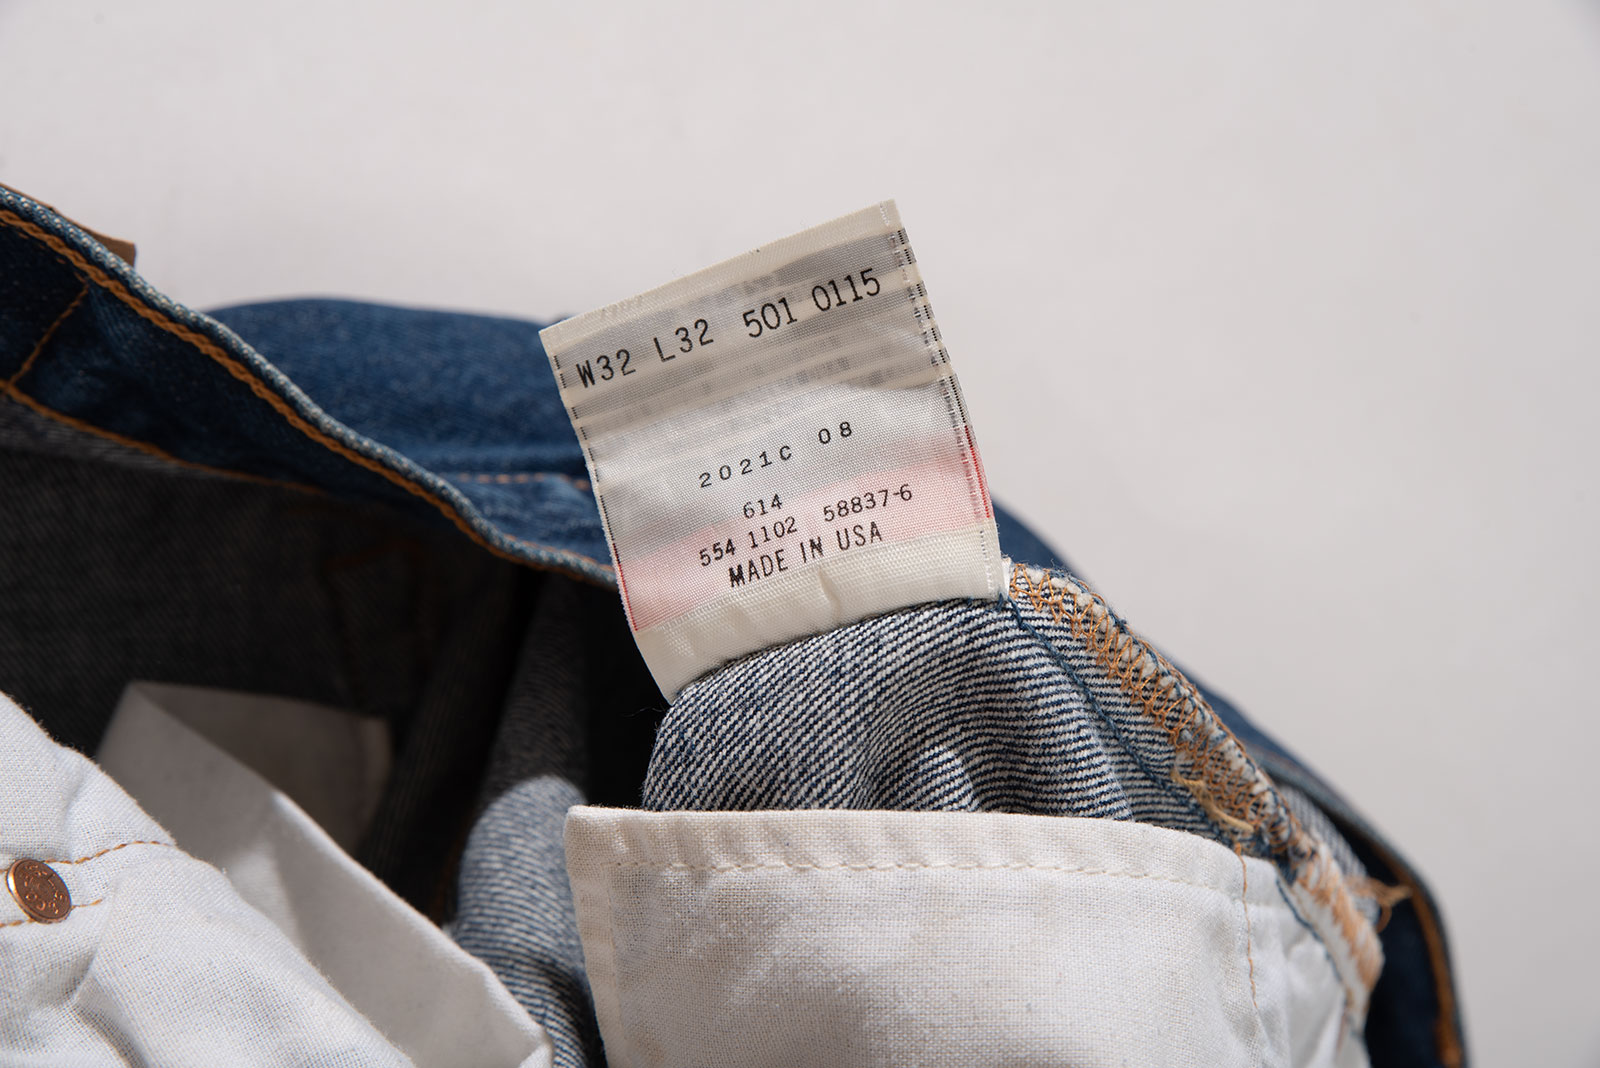 W32 L32 501 0115
2021C 08
614
554 1102 58837-6
MADE IN USA